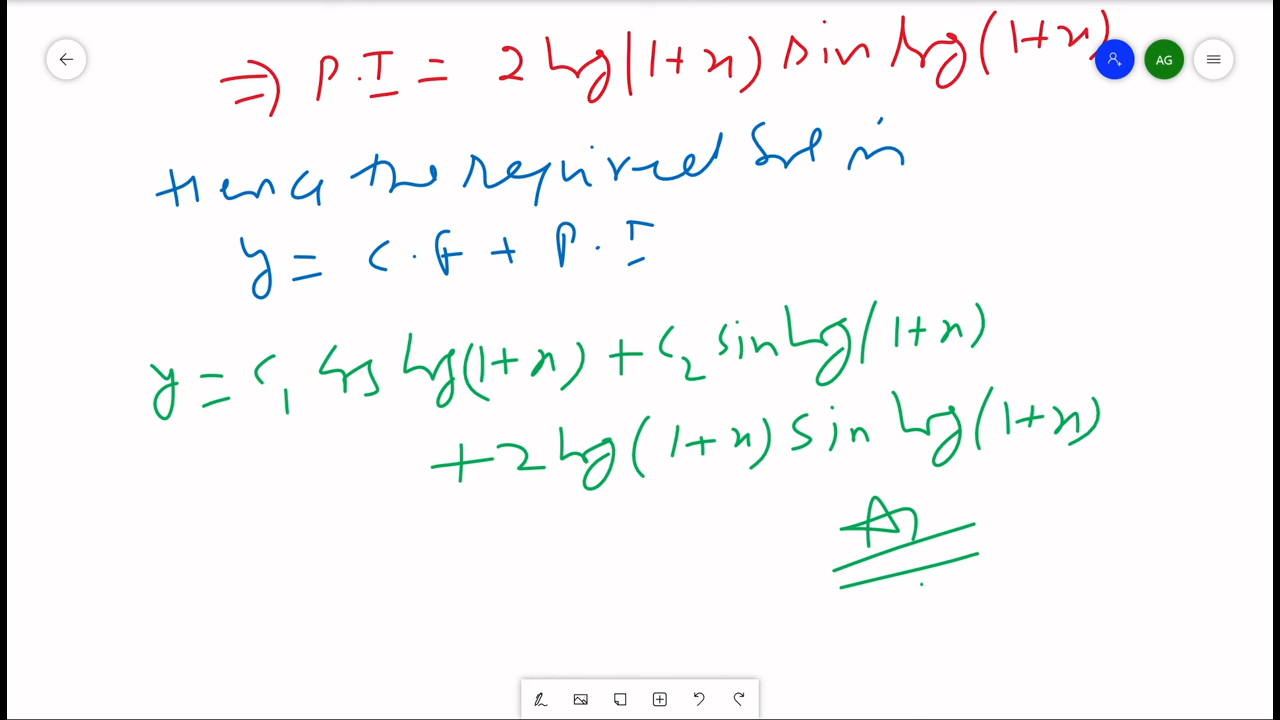 ⇒ P.I = 2 log(1+x) sin log(1+x)
AG
Hence the required sol is
y = C.F + P.I
y = c₁ cos log(1+x) + c₂ sin log(1+x)
+ 2 log(1+x) sin log(1+x)
A